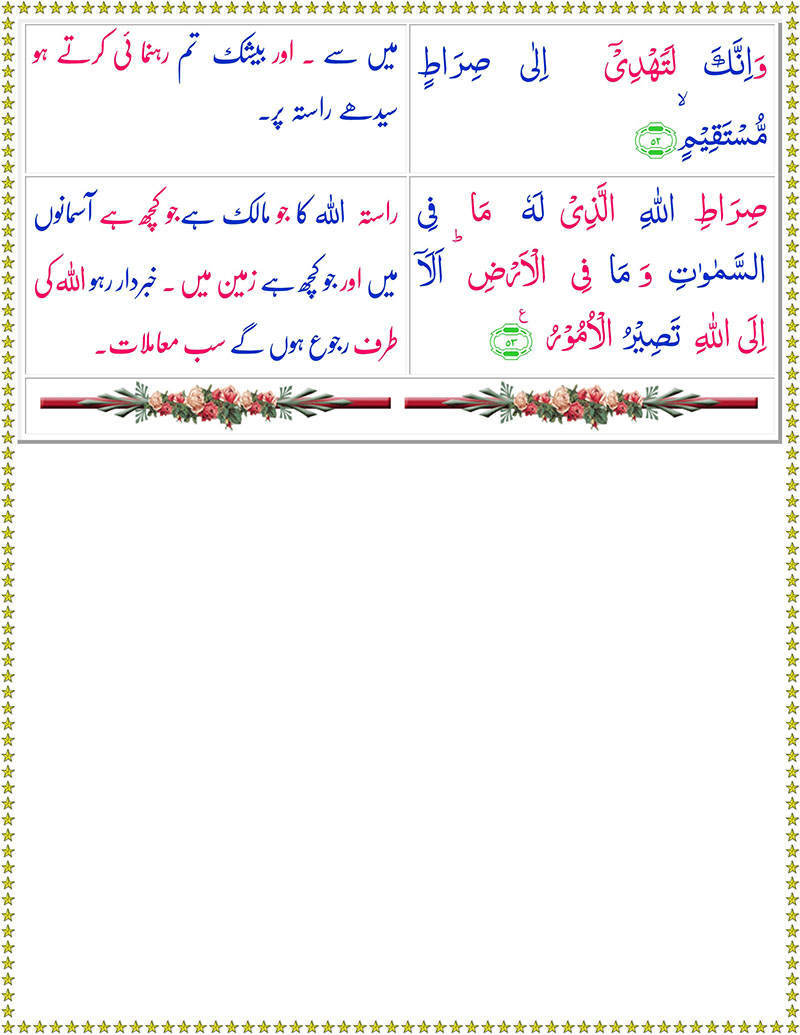 وَاِنَّكَ لَتَهْدِیْۤ اِلٰی صِرَاطٍ
مُّسْتَقِیْمٍ ۙ ﴿۵۲﴾
میں سے ۔ اور بیشک تم رہنمائی کرتے ہو
سیدھے راستہ پر۔
صِرَاطِ اللهِ الَّذِیْ لَهٗ مَا فِی
السَّمٰوٰتِ وَ مَا فِی الْاَرْضِ ؕ اَلَاۤ
اِلَی اللهِ تَصِیْرُ الْاُمُوْرُ ﴿۵۳﴾ ع
راستہ اللہ کا جو مالک ہے جو کچھ ہے آسمانوں
میں اور جو کچھ ہے زمین میں ۔ خبردار رہو اللہ کی
طرف رجوع ہوں گے سب معاملات۔